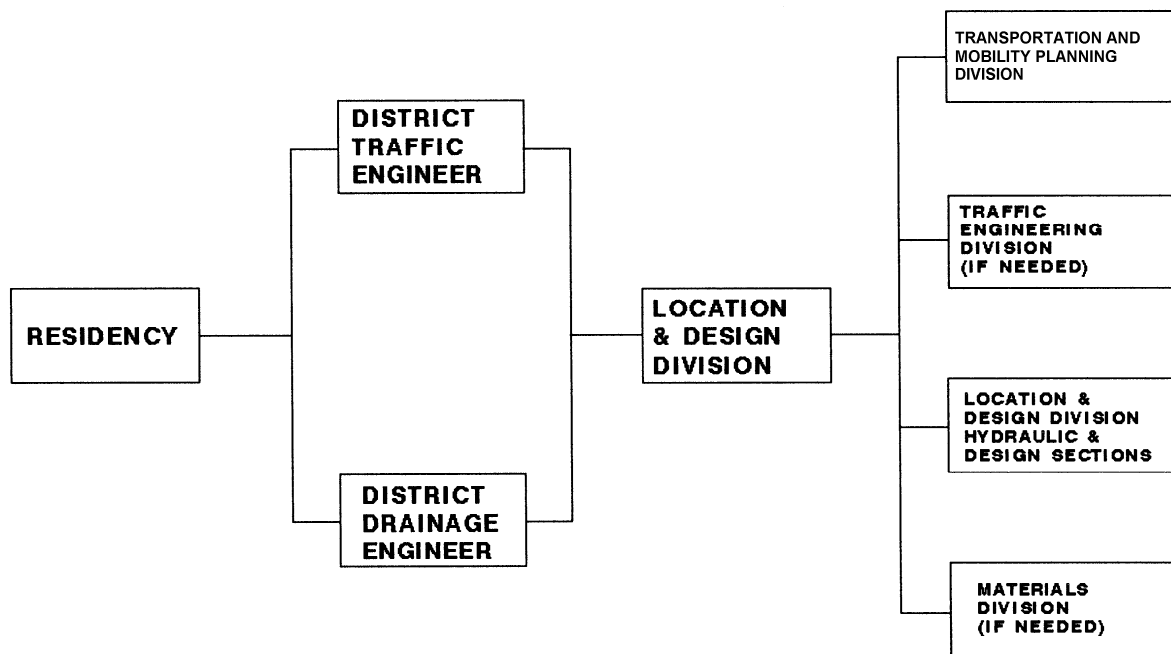 RESIDENCY
DISTRICT
TRAFFIC
ENGINEER
DISTRICT
DRAINAGE
ENGINEER
LOCATION
& DESIGN
DIVISION
TRANSPORTATION AND
MOBILITY PLANNING
DIVISION
TRAFFIC
ENGINEERING
DIVISION
(IF NEEDED)
LOCATION &
DESIGN DIVISION
HYDRAULIC &
DESIGN SECTIONS
MATERIALS
DIVISION
(IF NEEDED)